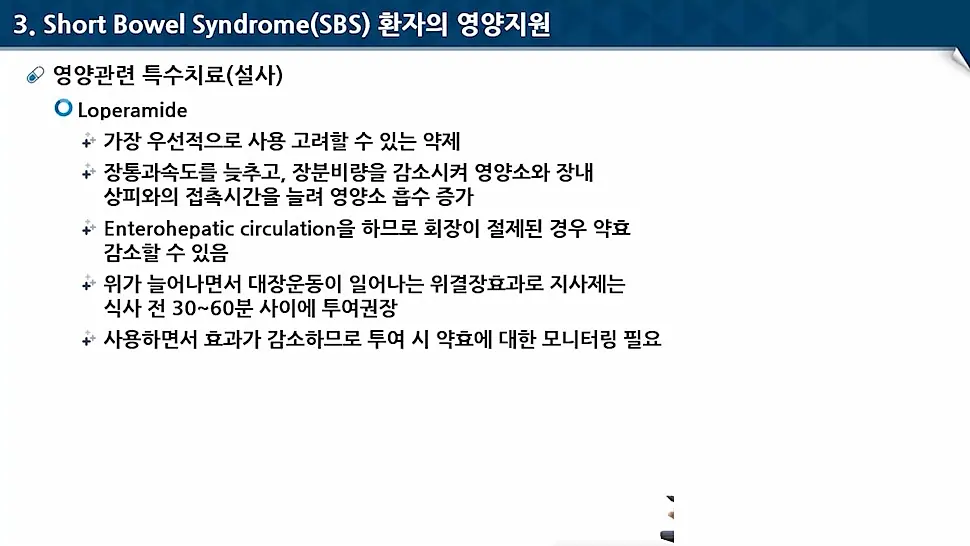 3. Short Bowel Syndrome(SBS) 환자의 영양지원
영양관련 특수치료(설사)
Loperamide
가장 우선적으로 사용 고려할 수 있는 약제
장통과속도를 늦추고, 장분비량을 감소시켜 영양소와 장내
상피와의 접촉시간을 늘려 영양소 흡수 증가
Enterohepatic circulation을 하므로 회장이 절제된 경우 약효
감소할 수 있음
위가 늘어나면서 대장운동이 일어나는 위결장효과로 지사제는
식사 전 30~60분 사이에 투여권장
사용하면서 효과가 감소하므로 투여 시 약효에 대한 모니터링 필요